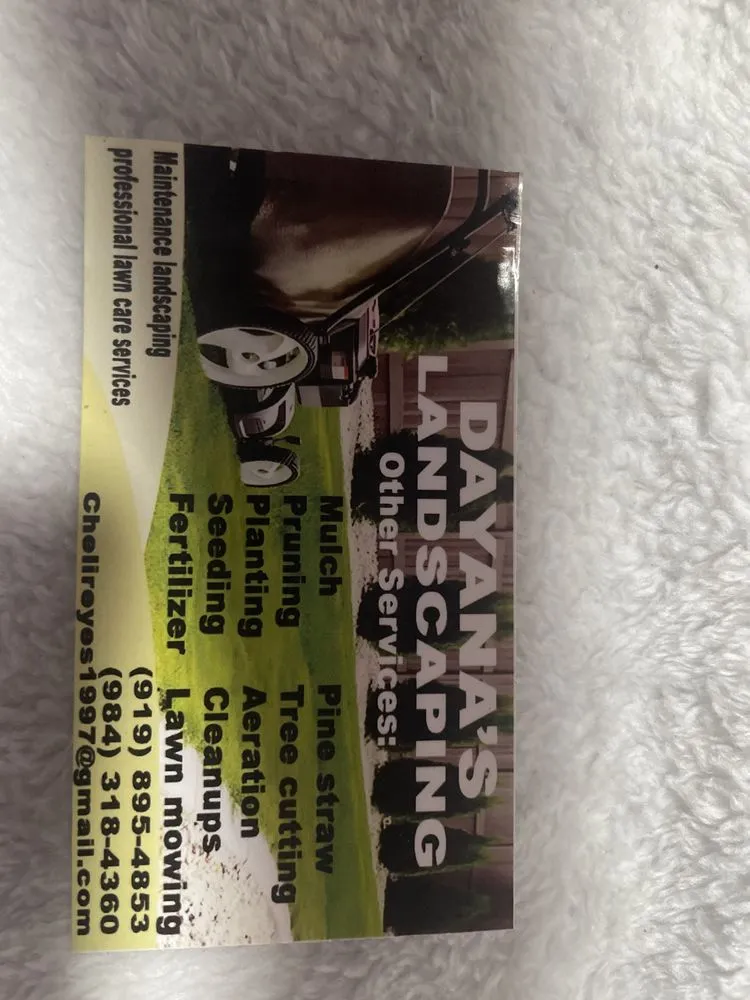 DAYANA'S
LANDSCAPING
Other Services:
Mulch
Pruning
Planting
Seeding
Fertilizer
Pine straw
Tree cutting
Aeration
Cleanups
Lawn mowing
Maintenance landscaping
professional lawn care services
(919) 895-4853
(984) 318-4360
Chelireyes1997@gmail.com